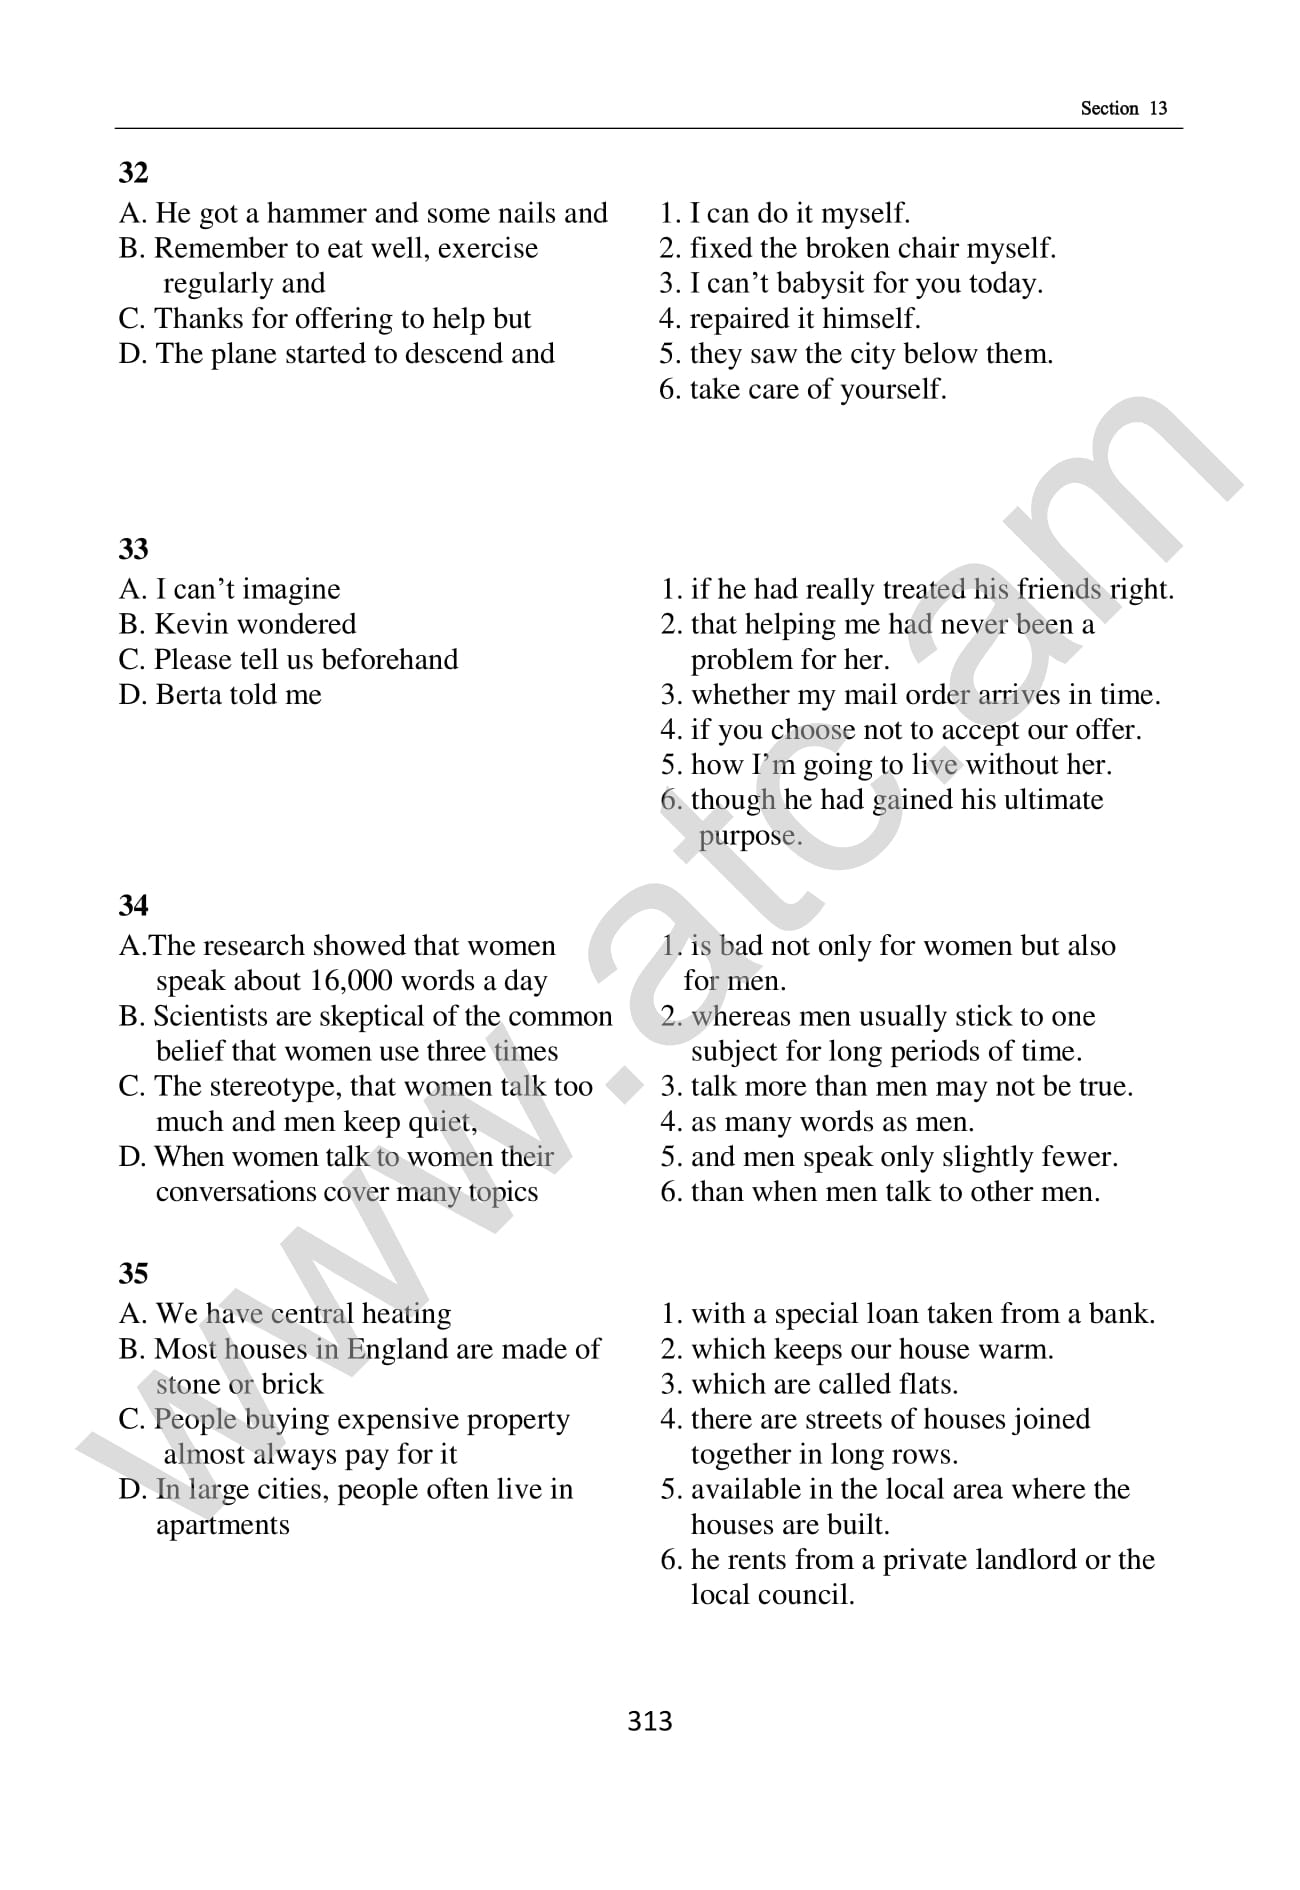 Section 13
32
A. He got a hammer and some nails and
B. Remember to eat well, exercise
regularly and
C. Thanks for offering to help but
D. The plane started to descend and
1. I can do it myself.
2. fixed the broken chair myself.
3. I can’t babysit for you today.
4. repaired it himself.
5. they saw the city below them.
6. take care of yourself.
33
A. I can’t imagine
B. Kevin wondered
C. Please tell us beforehand
D. Berta told me
1. if he had really treated his friends right.
2. that helping me had never been a
problem for her.
3. whether my mail order arrives in time.
4. if you choose not to accept our offer.
5. how I’m going to live without her.
6. though he had gained his ultimate
purpose.
34
A.The research showed that women
speak about 16,000 words a day
B. Scientists are skeptical of the common
belief that women use three times
C. The stereotype, that women talk too
much and men keep quiet,
D. When women talk to women their
conversations cover many topics
1. is bad not only for women but also
for men.
2. whereas men usually stick to one
subject for long periods of time.
3. talk more than men may not be true.
4. as many words as men.
5. and men speak only slightly fewer.
6. than when men talk to other men.
35
A. We have central heating
B. Most houses in England are made of
stone or brick
C. People buying expensive property
almost always pay for it
D. In large cities, people often live in
apartments
1. with a special loan taken from a bank.
2. which keeps our house warm.
3. which are called flats.
4. there are streets of houses joined
together in long rows.
5. available in the local area where the
houses are built.
6. he rents from a private landlord or the
local council.
313
www.atc.am